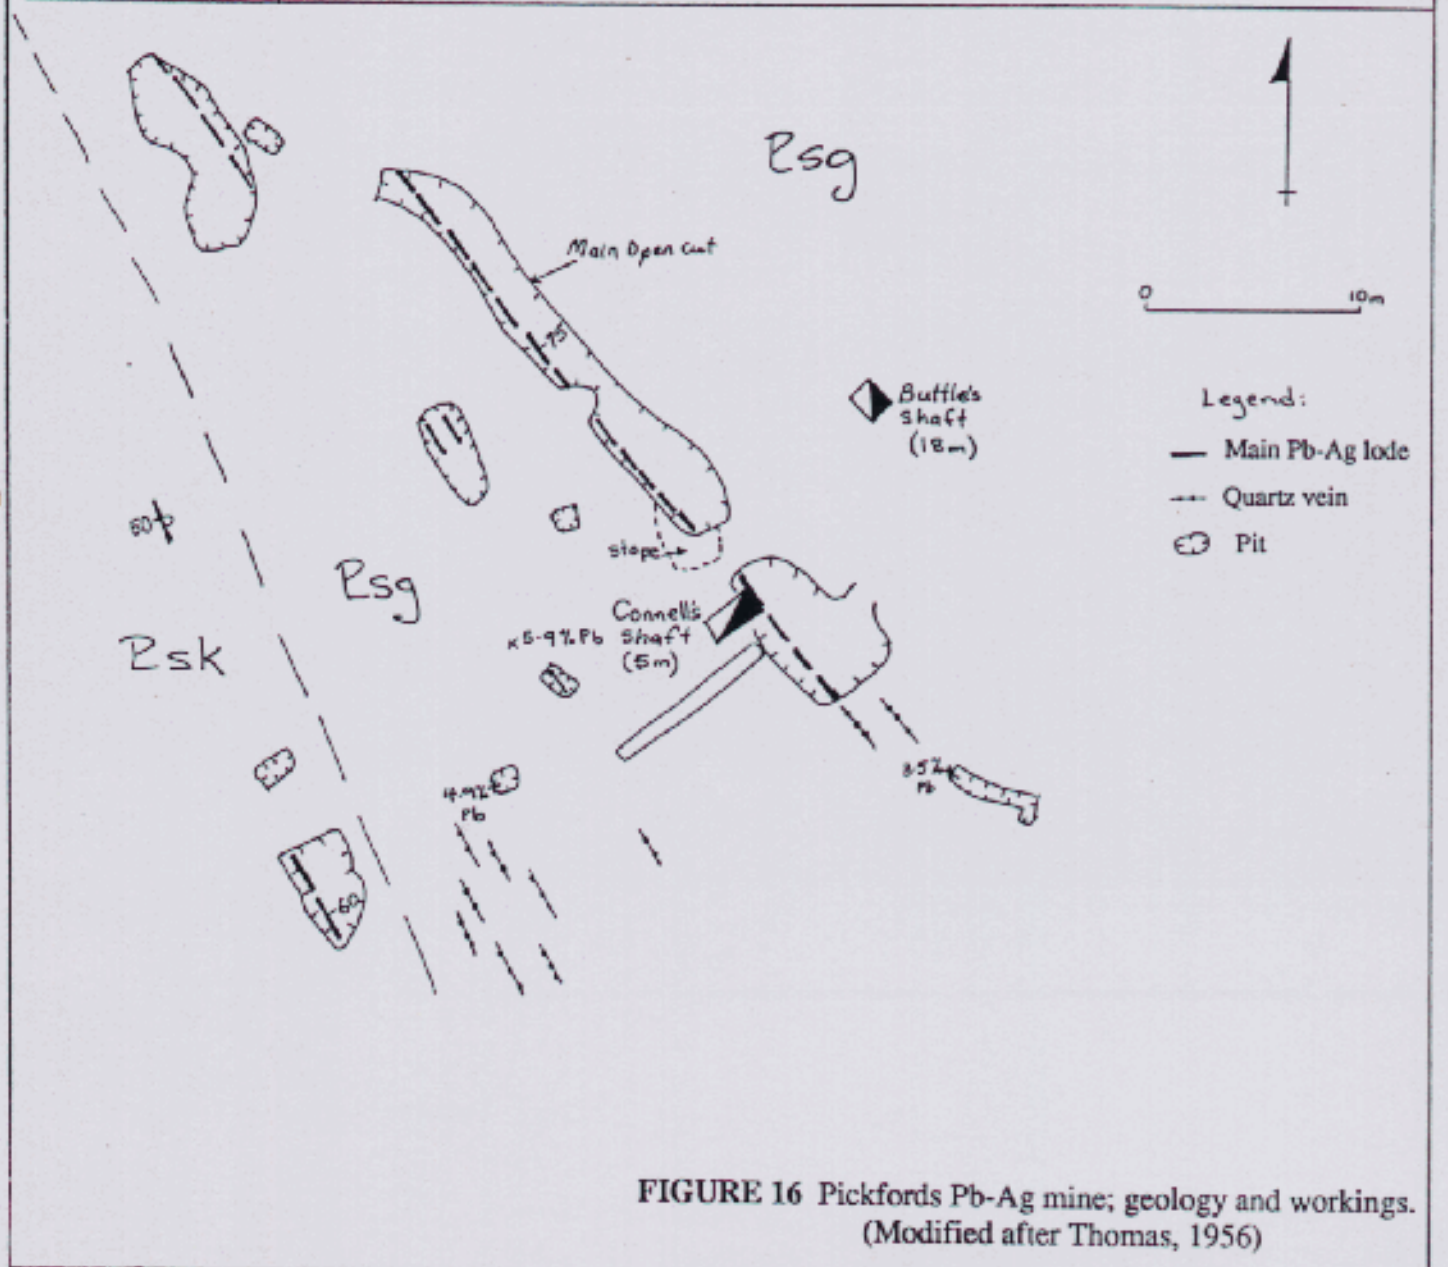 Psg
Main Open cut
75
0 10m
Buffle's
shaft
(18m)
Legend:
Main Pb-Ag lode
Quartz vein
Pit
60
stope
Psg
Connell's
shaft
(5m)
x 5.9% Pb
Psk
3.5%
Pb
4.9%
Pb
60
FIGURE 16 Pickfords Pb-Ag mine; geology and workings.
(Modified after Thomas, 1956)